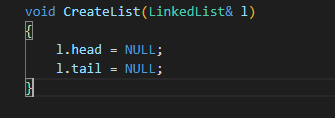 void CreateList(LinkedList& l)
{
    l.head = NULL;
    l.tail = NULL;
}